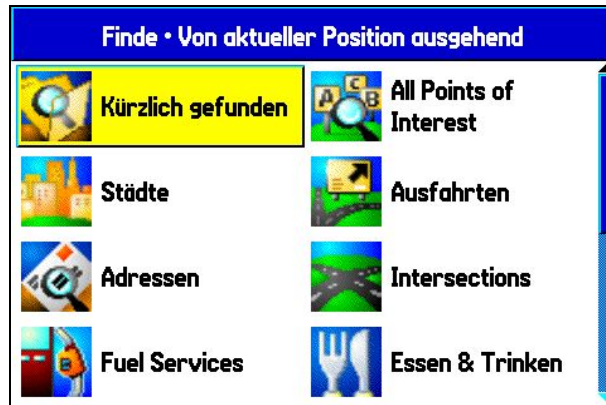 Finde • Von aktueller Position ausgehend
Kürzlich gefunden
All Points of
Interest
Städte
Ausfahrten
Adressen
Intersections
Fuel Services
Essen & Trinken
A
C
B